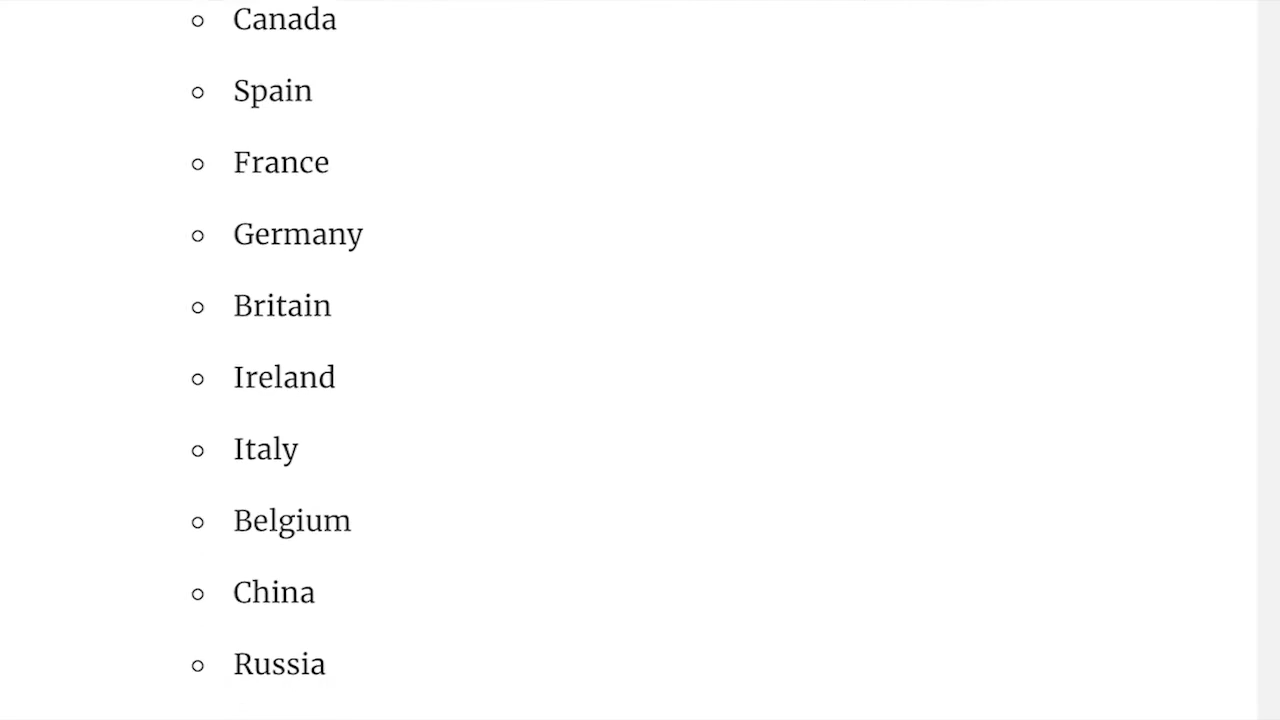 Canada
Spain
France
Germany
Britain
Ireland
Italy
Belgium
China
Russia